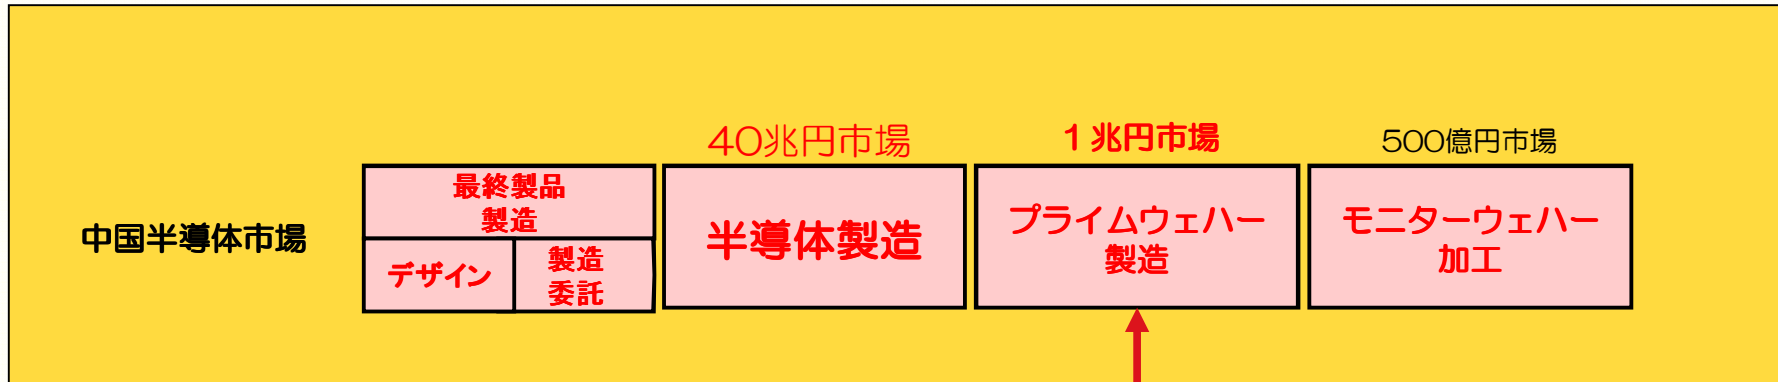 40兆円市場
1兆円市場
500億円市場
中国半導体市場
最終製品
製造
デザイン
製造
委託
半導体製造
プライムウェハー
製造
モニターウェハー
加工